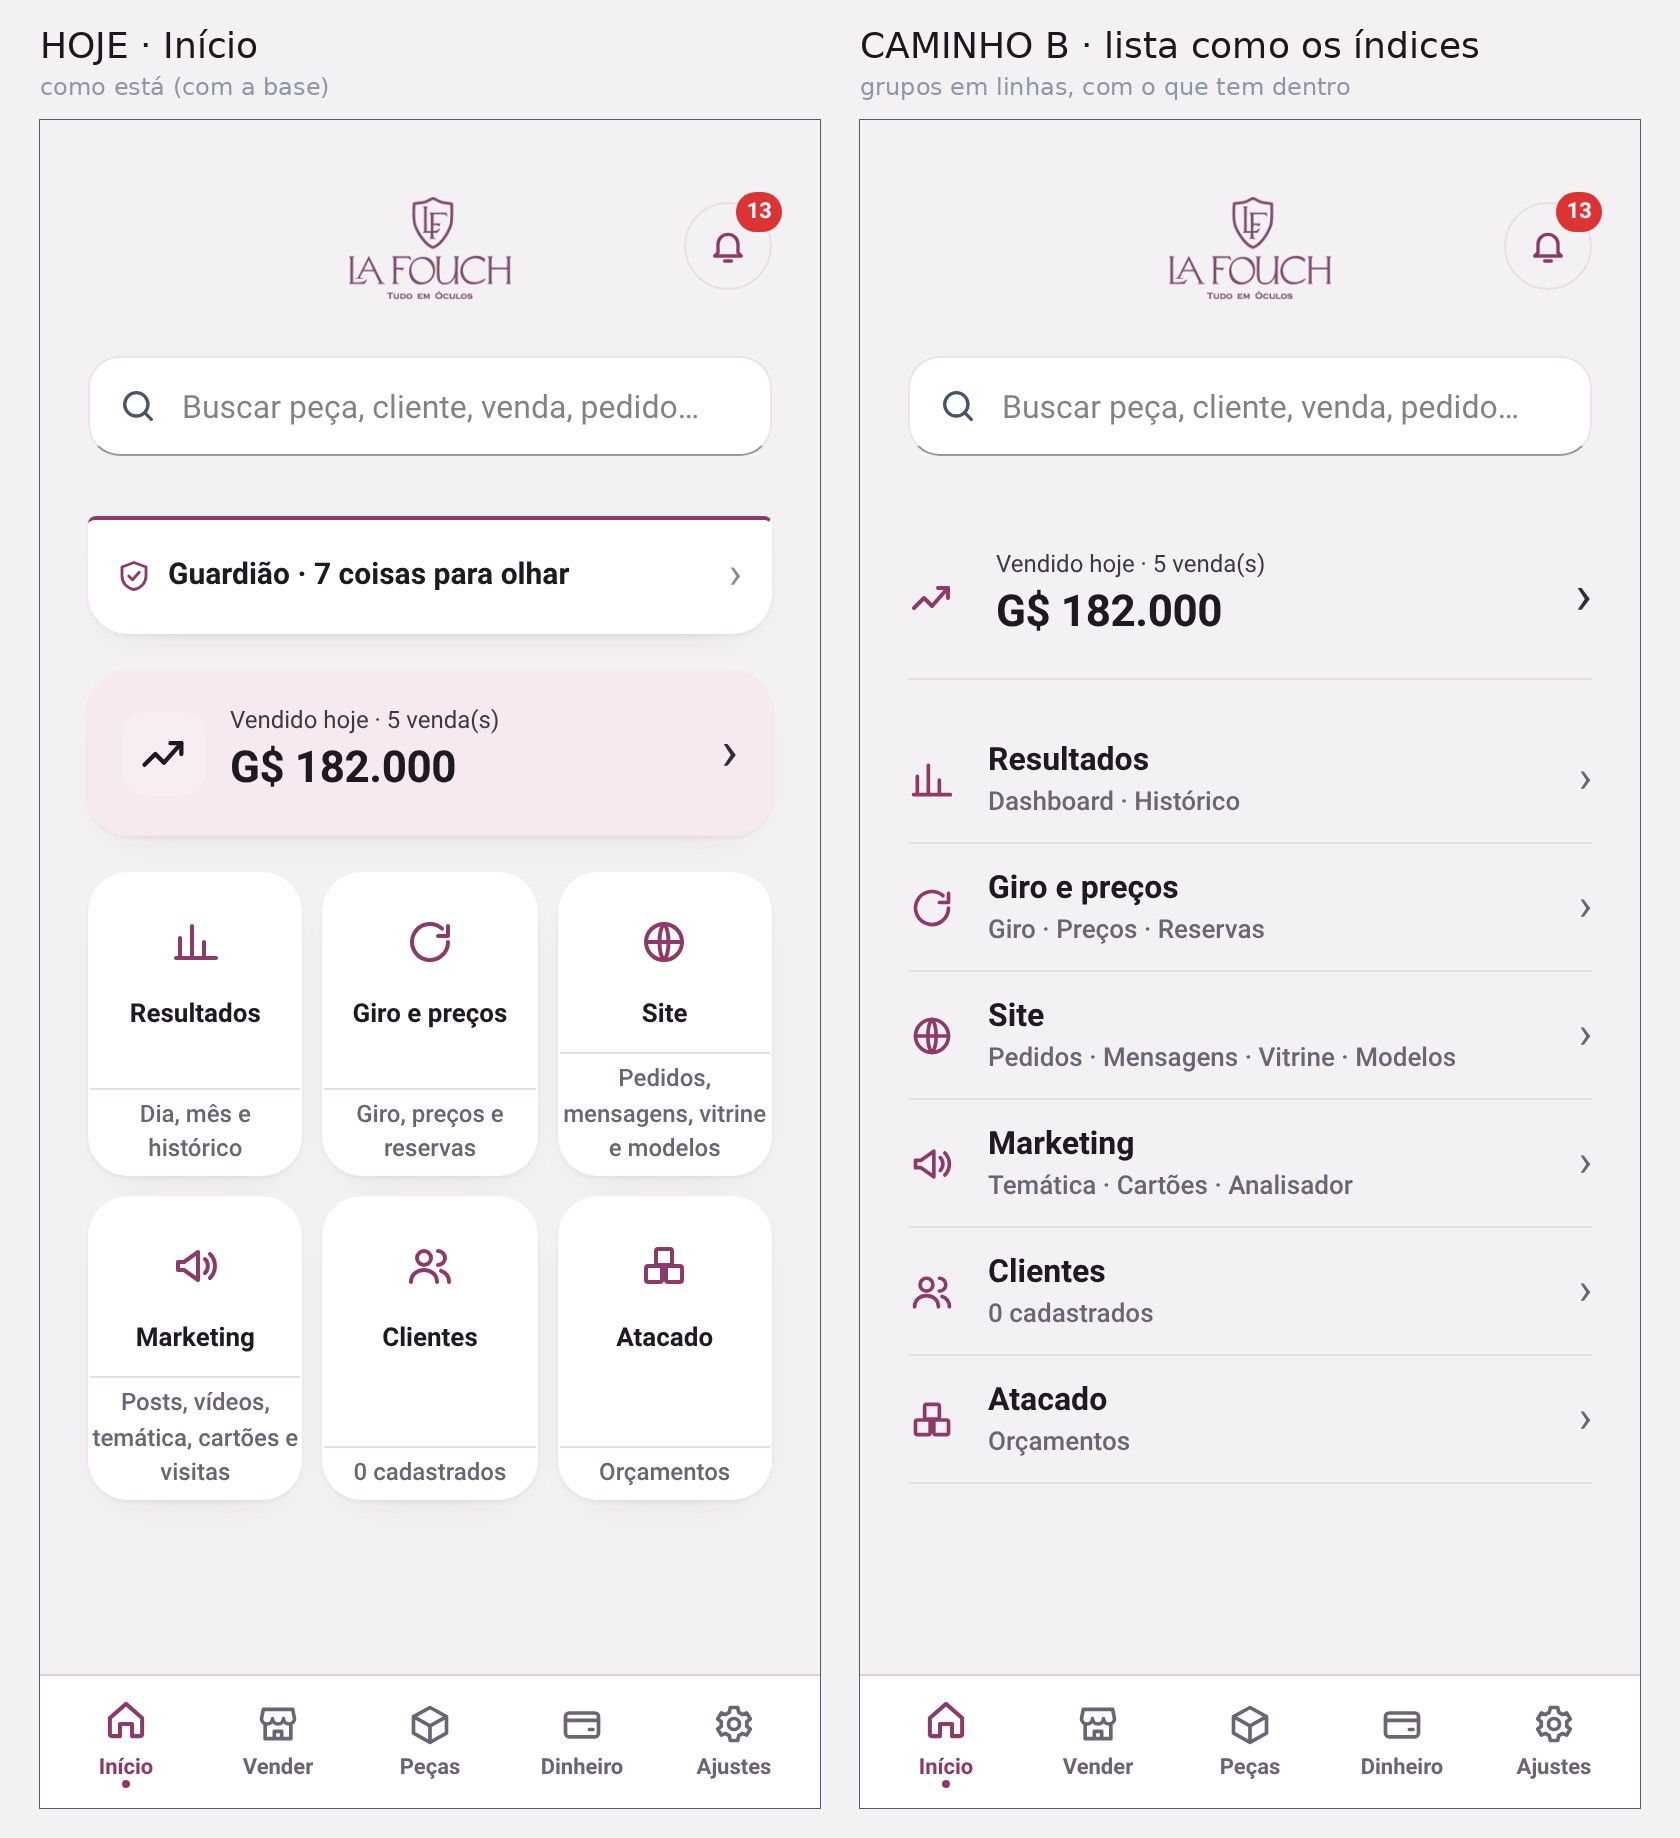 HOJE · Início
como está (com a base)
LF
LA FOUCH
TUDO EM ÓCULOS
13
Buscar peça, cliente, venda, pedido...
Guardião · 7 coisas para olhar
Vendido hoje · 5 venda(s)
G$ 182.000
Resultados
Dia, mês e
histórico
Giro e preços
Giro, preços e
reservas
Site
Pedidos,
mensagens, vitrine
e modelos
Marketing
Posts, vídeos,
temática, cartões e
visitas
Clientes
0 cadastrados
Atacado
Orçamentos
Início
Vender
Peças
Dinheiro
Ajustes
CAMINHO B · lista como os índices
grupos em linhas, com o que tem dentro
LF
LA FOUCH
TUDO EM ÓCULOS
13
Buscar peça, cliente, venda, pedido...
Vendido hoje · 5 venda(s)
G$ 182.000
Resultados
Dashboard · Histórico
Giro e preços
Giro · Preços · Reservas
Site
Pedidos · Mensagens · Vitrine · Modelos
Marketing
Temática · Cartões · Analisador
Clientes
0 cadastrados
Atacado
Orçamentos
Início
Vender
Peças
Dinheiro
Ajustes